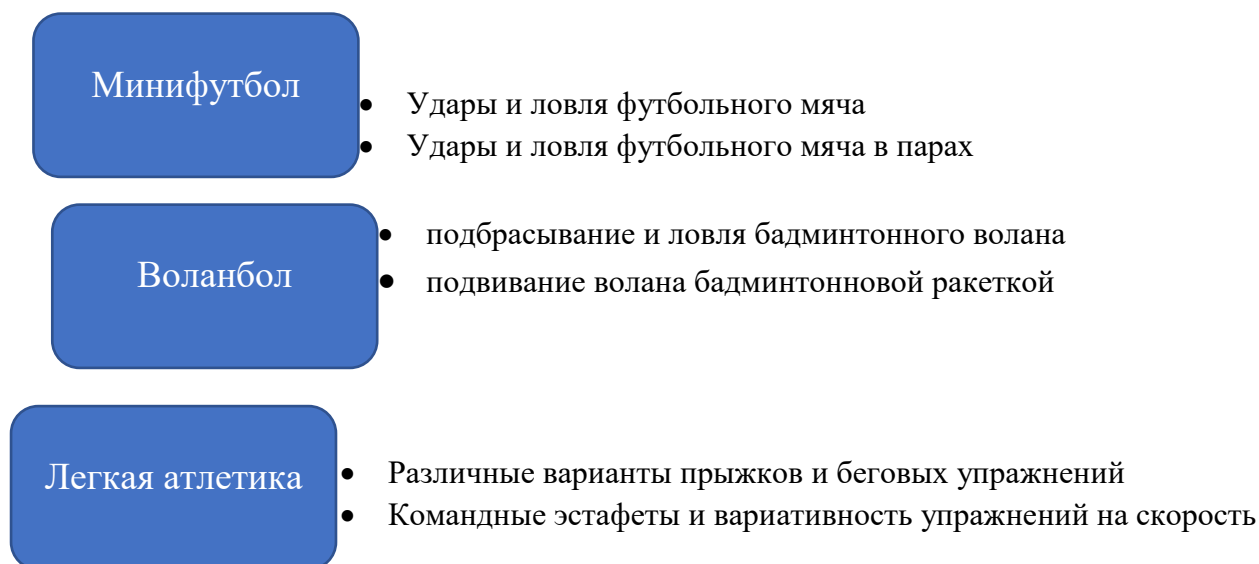 Минифутбол
• Удары и ловля футбольного мяча
• Удары и ловля футбольного мяча в парах
Воланбол
• подбрасывание и ловля бадминтонного волана
• подвивание волана бадминтонновой ракеткой
Легкая атлетика
• Различные варианты прыжков и беговых упражнений
• Командные эстафеты и вариативность упражнений на скорость